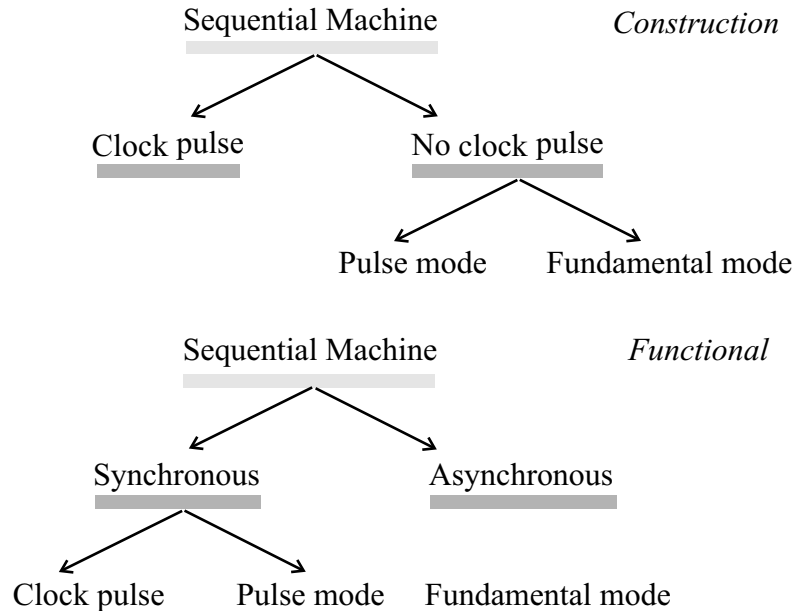 Sequential Machine Construction
Clock pulse No clock pulse
Pulse mode Fundamental mode
Sequential Machine Functional
Synchronous Asynchronous
Clock pulse Pulse mode Fundamental mode